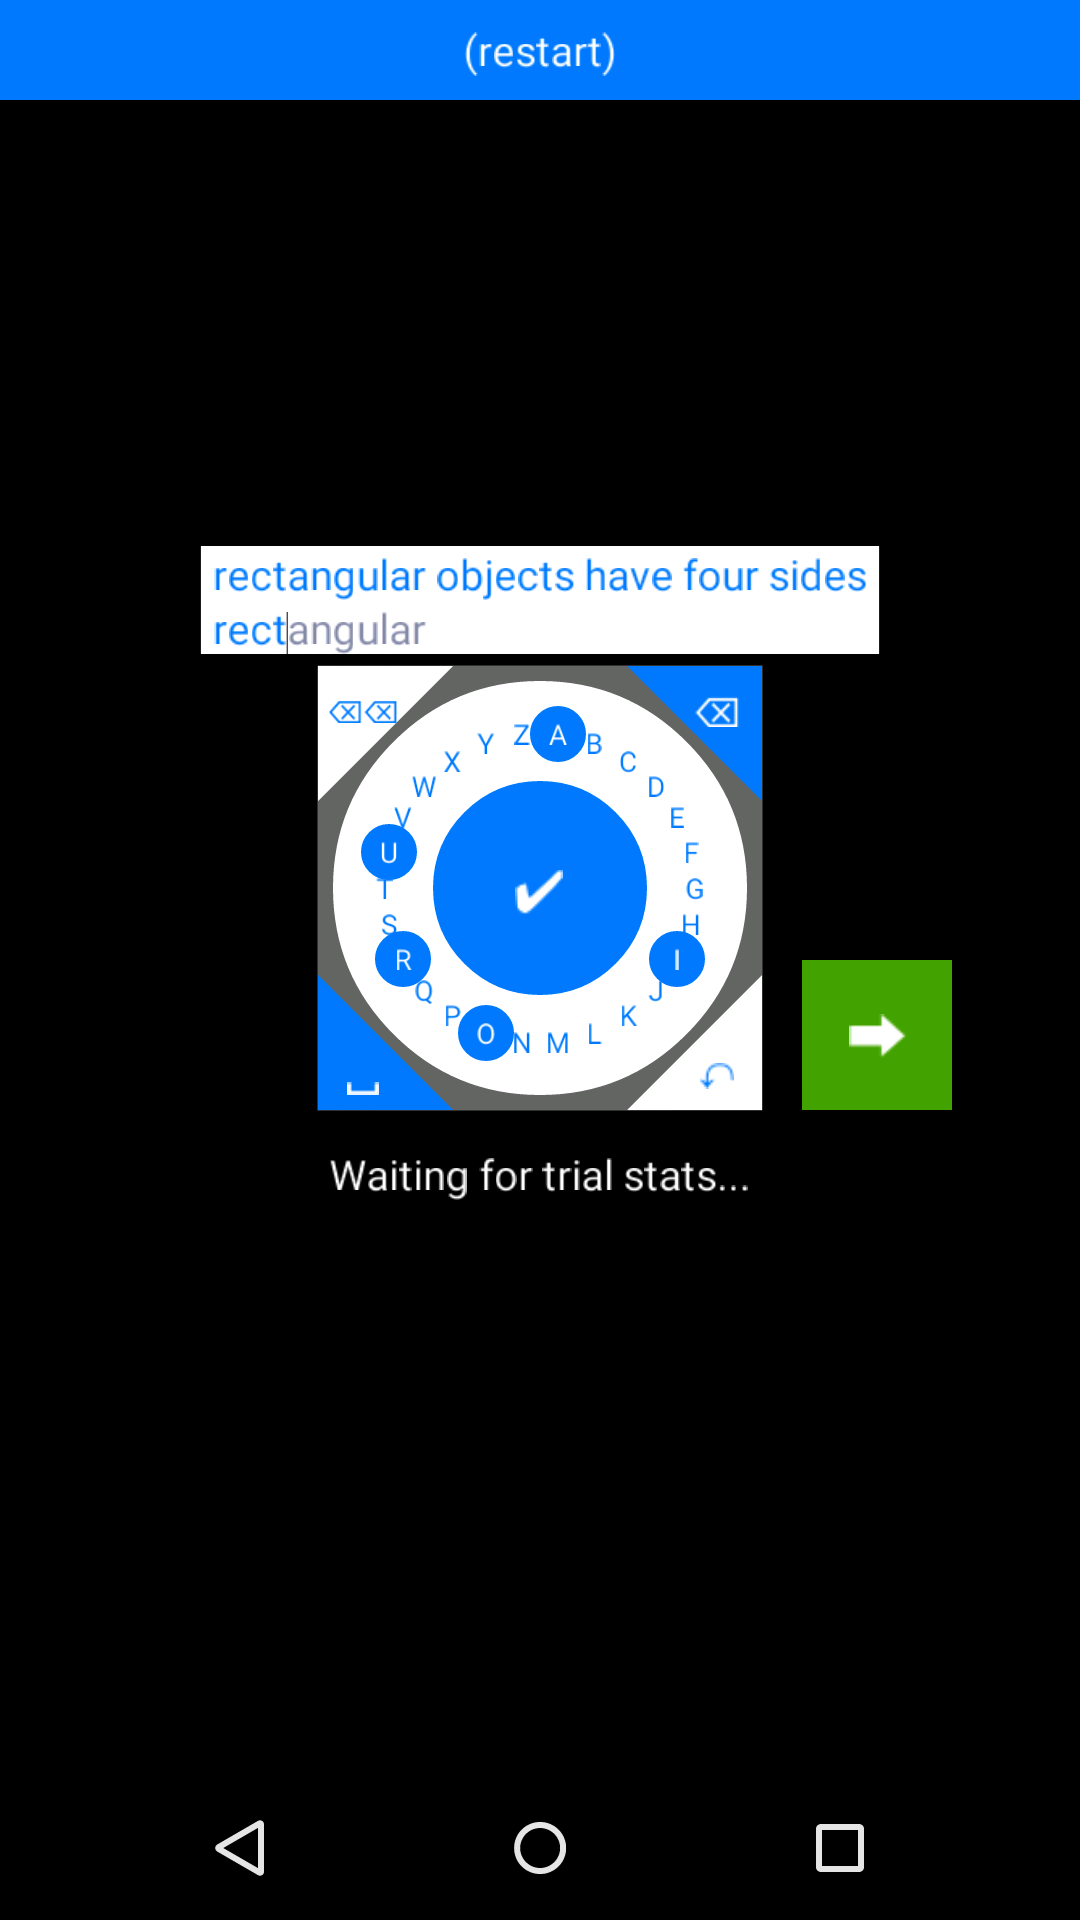 (restart)
rectangular objects have four sides
rectangular
A
B
C
D
E
F
G
H
I
J
K
L
M
N
O
P
Q
R
S
T
U
V
W
X
Y
Z
Waiting for trial stats...